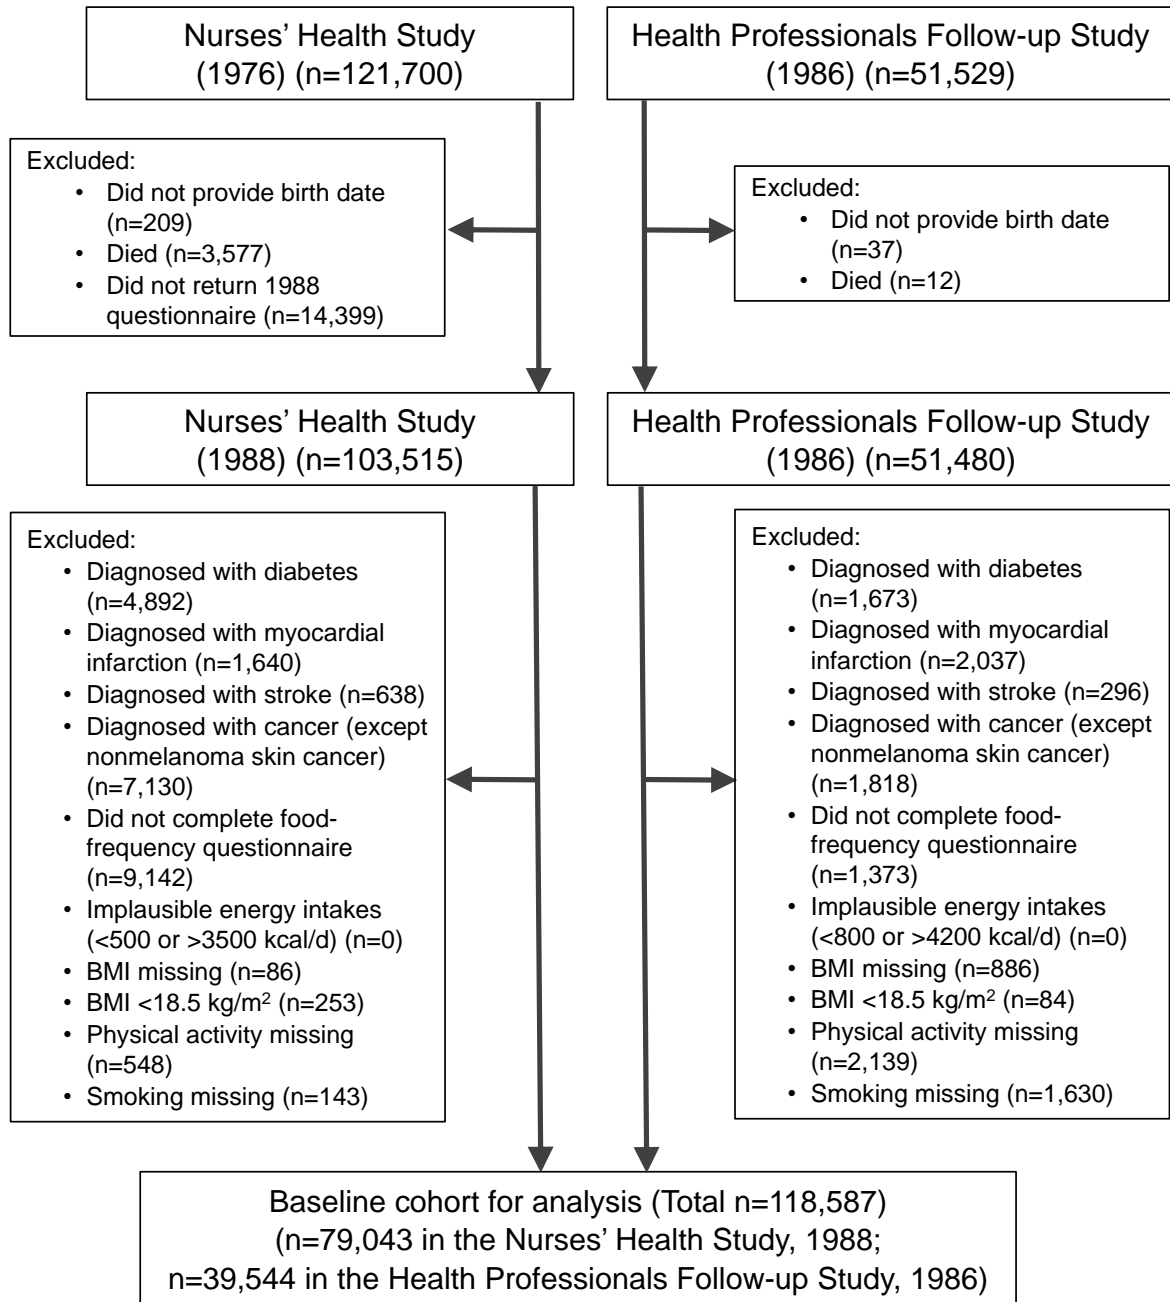 Nurses' Health Study
(1976) (n=121,700)
Health Professionals Follow-up Study
(1986) (n=51,529)
Excluded:
• Did not provide birth date
(n=209)
• Died (n=3,577)
• Did not return 1988
questionnaire (n=14,399)
Excluded:
• Did not provide birth date
(n=37)
• Died (n=12)
Nurses' Health Study
(1988) (n=103,515)
Health Professionals Follow-up Study
(1986) (n=51,480)
Excluded:
• Diagnosed with diabetes
(n=4,892)
• Diagnosed with myocardial
infarction (n=1,640)
• Diagnosed with stroke (n=638)
• Diagnosed with cancer (except
nonmelanoma skin cancer)
(n=7,130)
• Did not complete food-
frequency questionnaire
(n=9,142)
• Implausible energy intakes
(<500 or >3500 kcal/d) (n=0)
• BMI missing (n=86)
• BMI <18.5 kg/m² (n=253)
• Physical activity missing
(n=548)
• Smoking missing (n=143)
Excluded:
• Diagnosed with diabetes
(n=1,673)
• Diagnosed with myocardial
infarction (n=2,037)
• Diagnosed with stroke (n=296)
• Diagnosed with cancer (except
nonmelanoma skin cancer)
(n=1,818)
• Did not complete food-
frequency questionnaire
(n=1,373)
• Implausible energy intakes
(<800 or >4200 kcal/d) (n=0)
• BMI missing (n=886)
• BMI <18.5 kg/m² (n=84)
• Physical activity missing
(n=2,139)
• Smoking missing (n=1,630)
Baseline cohort for analysis (Total n=118,587)
(n=79,043 in the Nurses' Health Study, 1988;
n=39,544 in the Health Professionals Follow-up Study, 1986)